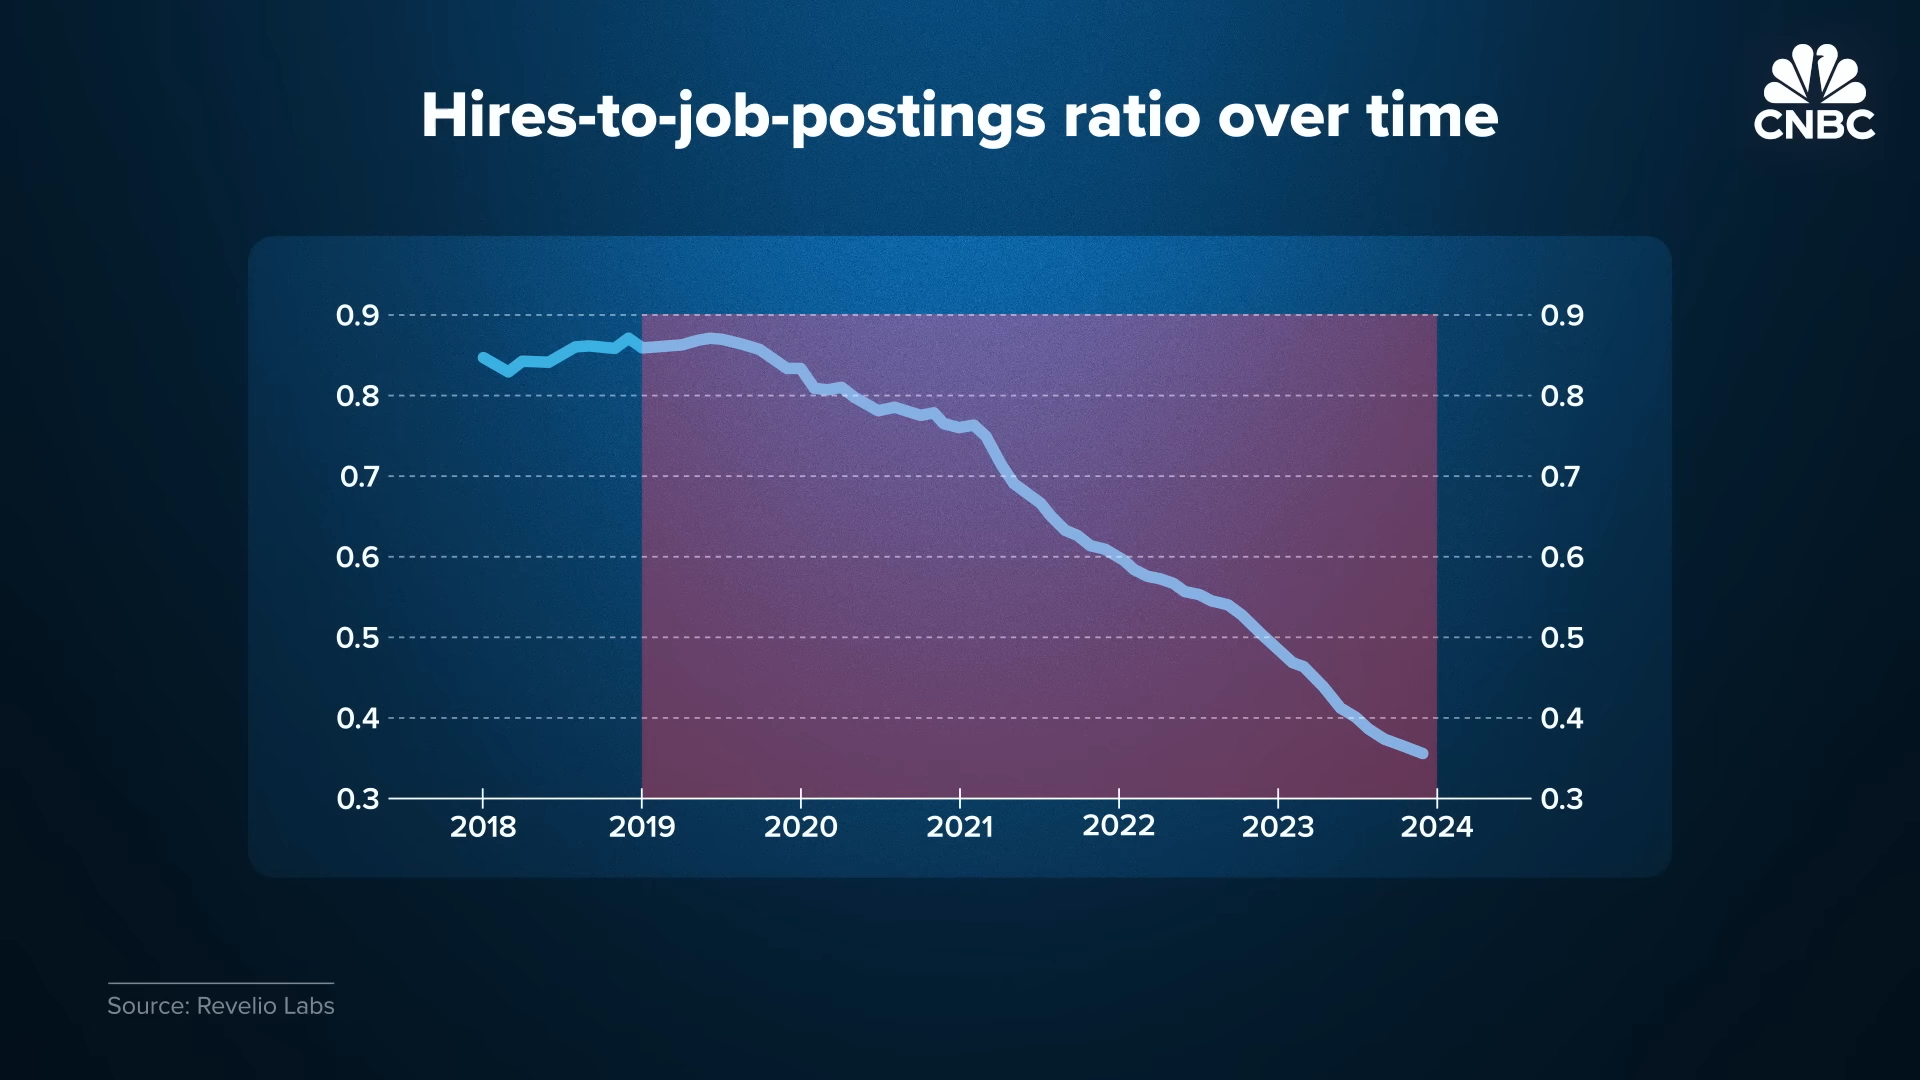 Hires-to-job-postings ratio over time
CNBC
0.9 0.9
0.8 0.8
0.7 0.7
0.6 0.6
0.5 0.5
0.4 0.4
0.3 0.3
2018 2019 2020 2021 2022 2023 2024
Source: Revelio Labs